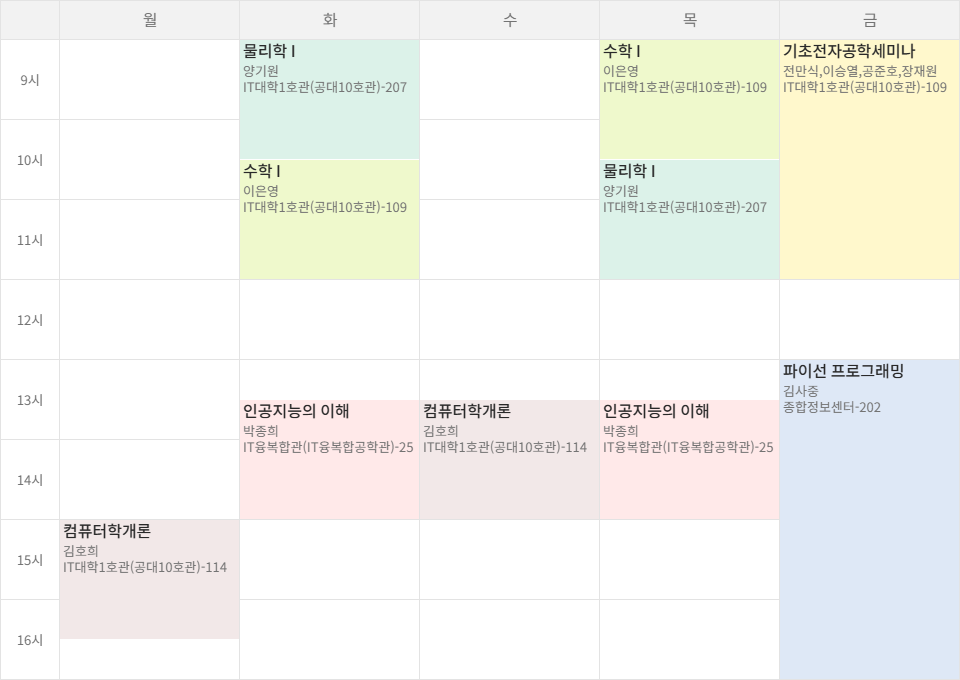 월 화 수 목 금
9시
물리학 I
양기원
IT대학1호관(공대10호관)-207
수학 I
이은영
IT대학1호관(공대10호관)-109
기초전자공학세미나
전만식,이승열,공준호,장재원
IT대학1호관(공대10호관)-109
10시
수학 I
이은영
IT대학1호관(공대10호관)-109
물리학 I
양기원
IT대학1호관(공대10호관)-207
11시
12시
13시
파이선 프로그래밍
김사중
종합정보센터-202
인공지능의 이해
박종희
IT융복합관(IT융복합공학관)-25
컴퓨터학개론
김호희
IT대학1호관(공대10호관)-114
인공지능의 이해
박종희
IT융복합관(IT융복합공학관)-25
14시
15시
컴퓨터학개론
김호희
IT대학1호관(공대10호관)-114
16시